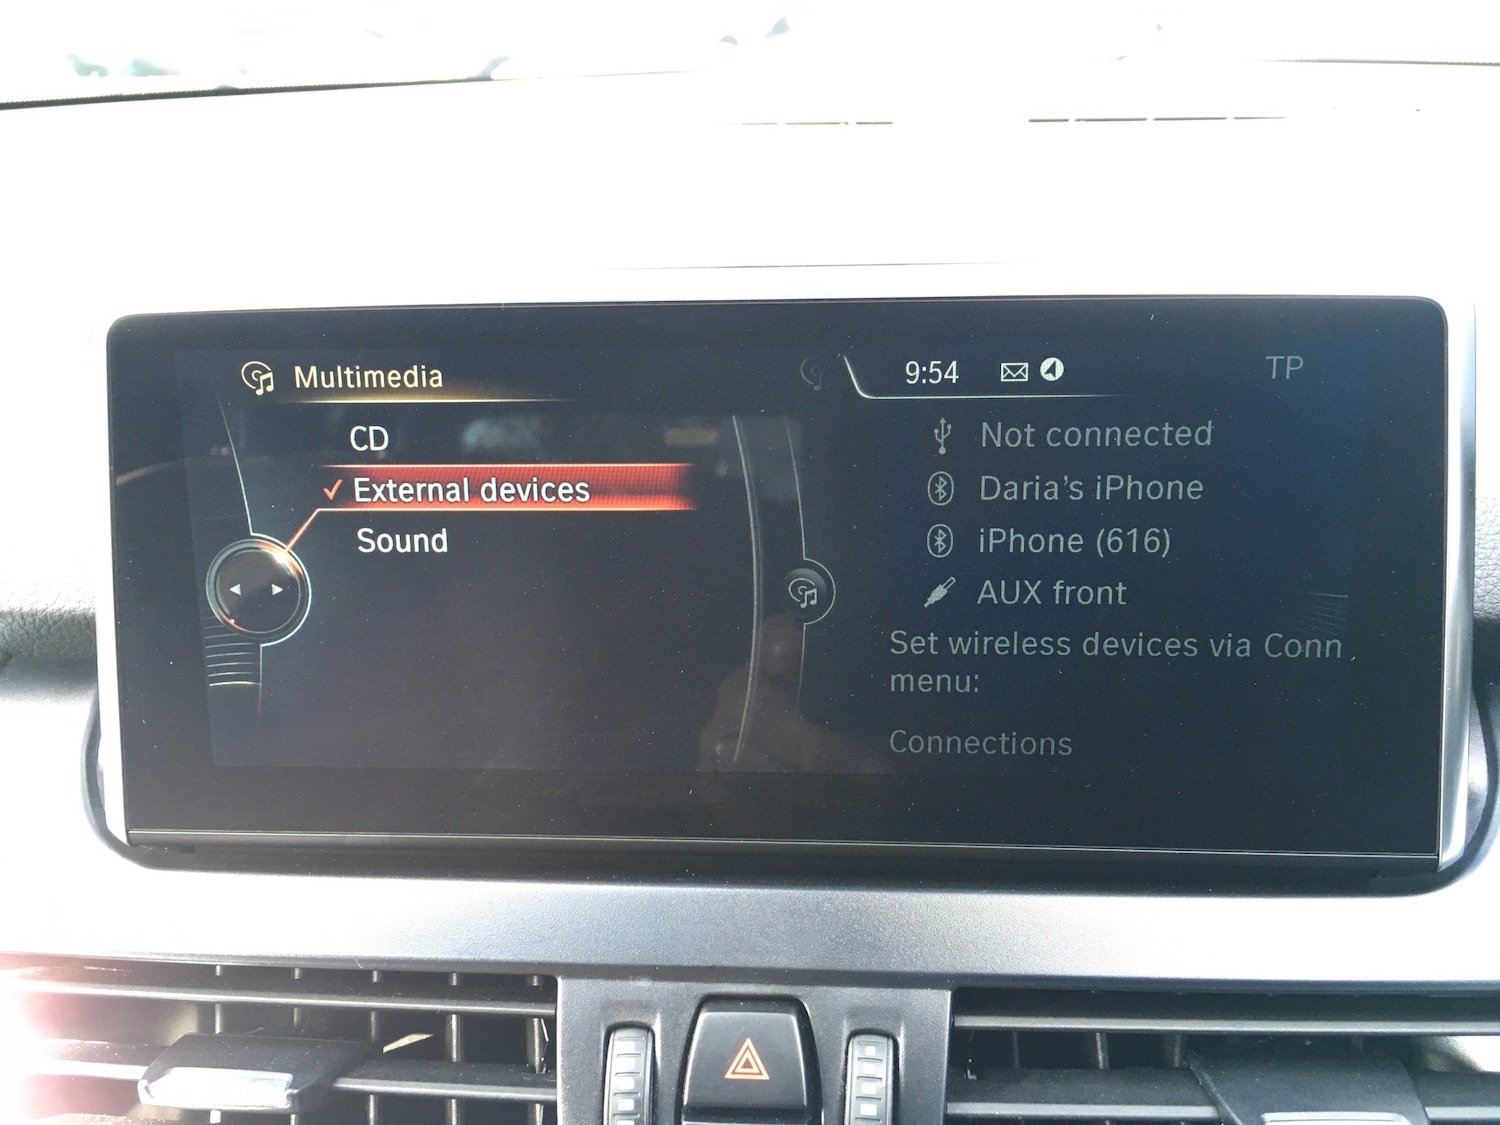 Multimedia
CD
External devices
Sound
9:54
TP
Not connected
Daria's iPhone
iPhone (616)
AUX front
Set wireless devices via Conn
menu:
Connections